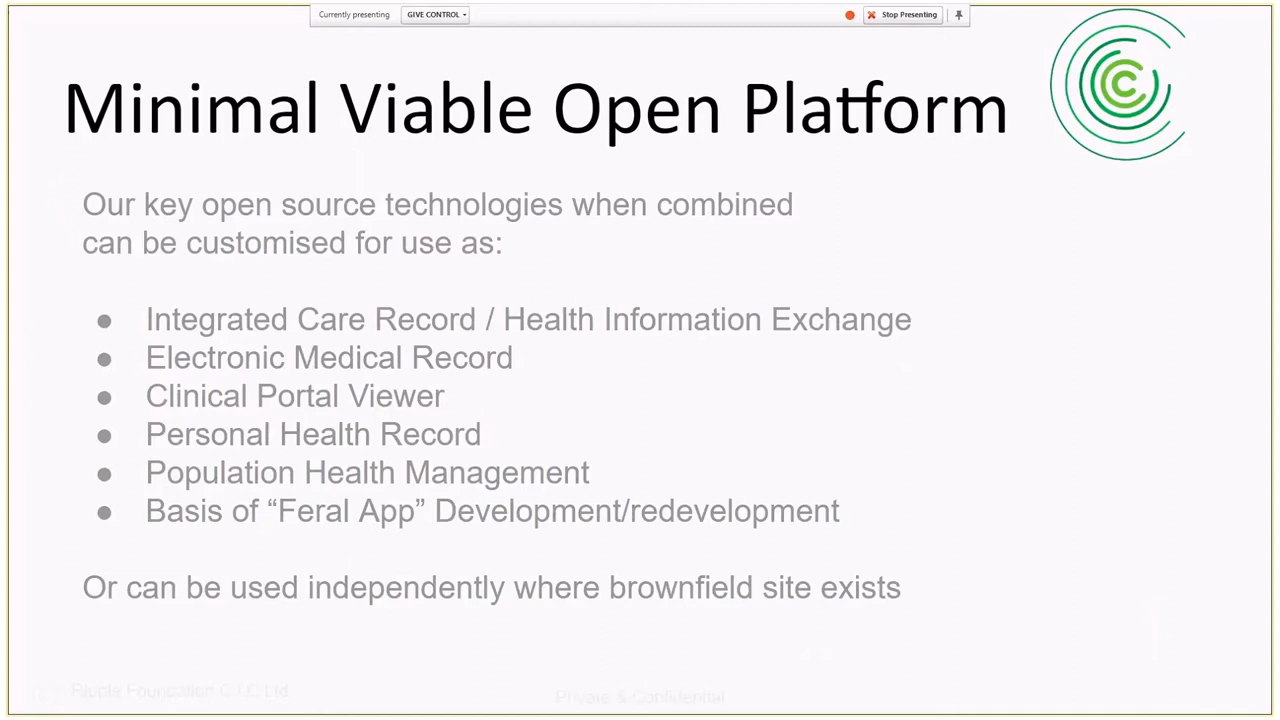 Currently presenting GIVE CONTROL Stop Presenting
Minimal Viable Open Platform
Our key open source technologies when combined
can be customised for use as:
● Integrated Care Record / Health Information Exchange
● Electronic Medical Record
● Clinical Portal Viewer
● Personal Health Record
● Population Health Management
● Basis of “Feral App” Development/redevelopment
Or can be used independently where brownfield site exists
Foundation C.I.C Ltd Private & Confidential